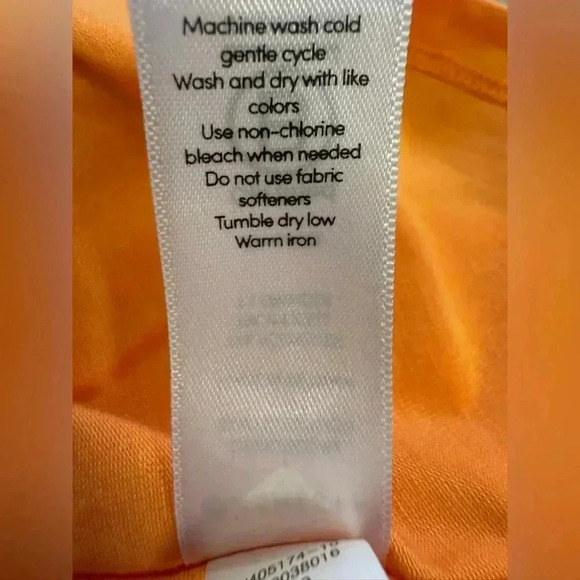 Machine wash cold
gentle cycle
Wash and dry with like
colors
Use non-chlorine
bleach when needed
Do not use fabric
softeners
Tumble dry low
Warm iron